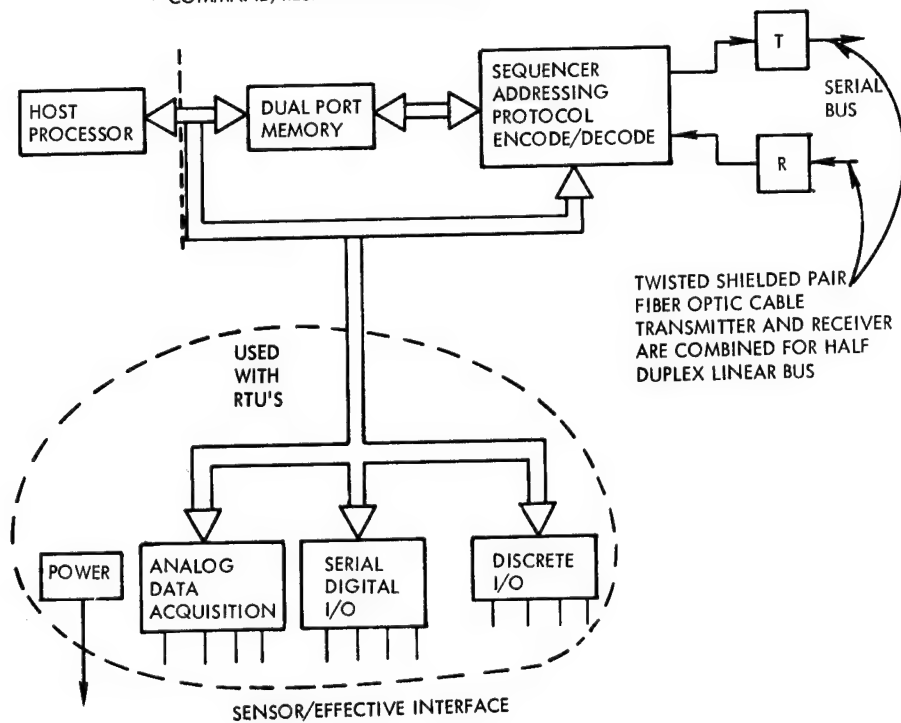 HOST
PROCESSOR
DUAL PORT
MEMORY
SEQUENCER
ADDRESSING
PROTOCOL
ENCODE/DECODE
T
SERIAL
BUS
R
TWISTED SHIELDED PAIR
FIBER OPTIC CABLE
TRANSMITTER AND RECEIVER
ARE COMBINED FOR HALF
DUPLEX LINEAR BUS
USED
WITH
RTU'S
POWER
ANALOG
DATA
ACQUISITION
SERIAL
DIGITAL
I/O
DISCRETE
I/O
SENSOR/EFFECTIVE INTERFACE